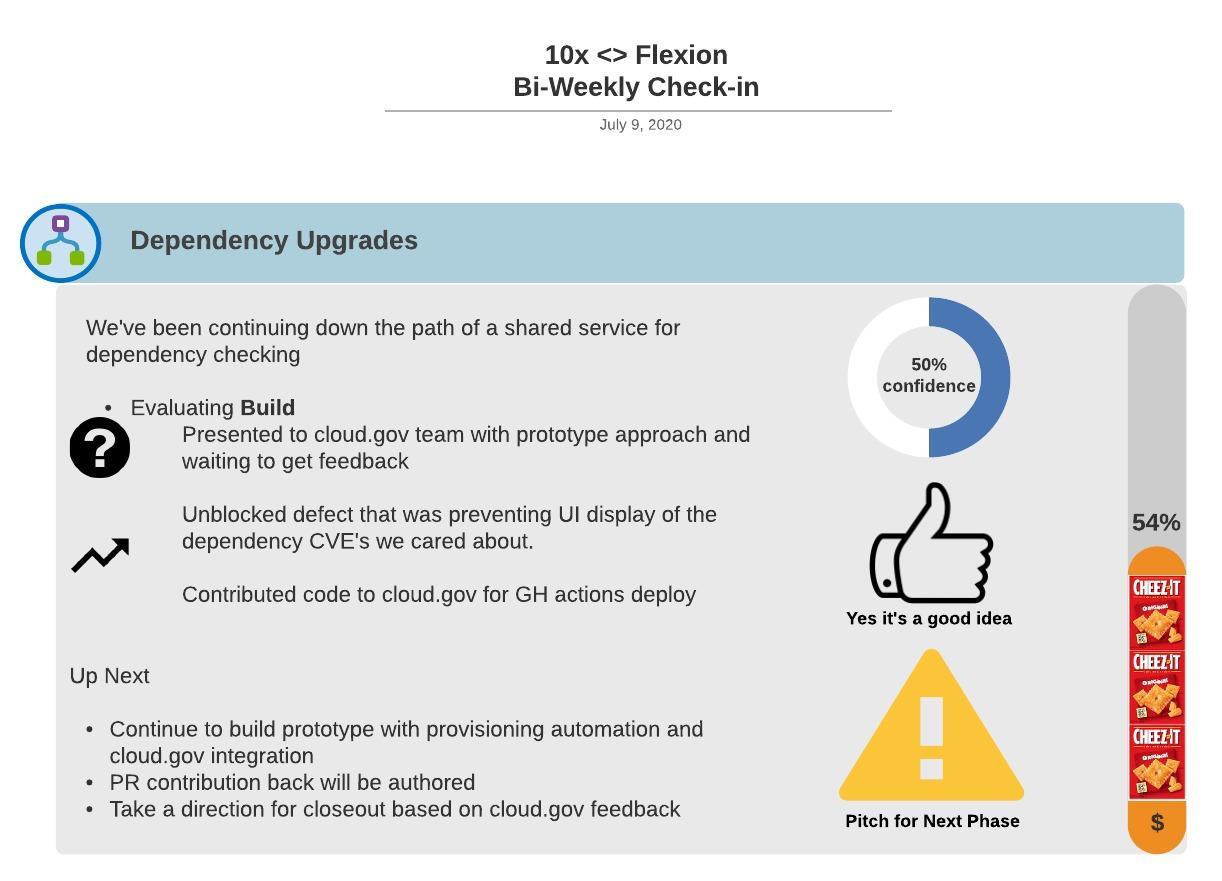 10x <> Flexion
Bi-Weekly Check-in
July 9, 2020
Dependency Upgrades
We've been continuing down the path of a shared service for
dependency checking
• Evaluating Build
Presented to cloud.gov team with prototype approach and
waiting to get feedback
Unblocked defect that was preventing UI display of the
dependency CVE's we cared about.
Contributed code to cloud.gov for GH actions deploy
Up Next
• Continue to build prototype with provisioning automation and
cloud.gov integration
• PR contribution back will be authored
• Take a direction for closeout based on cloud.gov feedback
50%
confidence
Yes it's a good idea
Pitch for Next Phase
54%
CHEEZ-IT
ORIGINAL
CHEEZ-IT
ORIGINAL
CHEEZ-IT
ORIGINAL
$